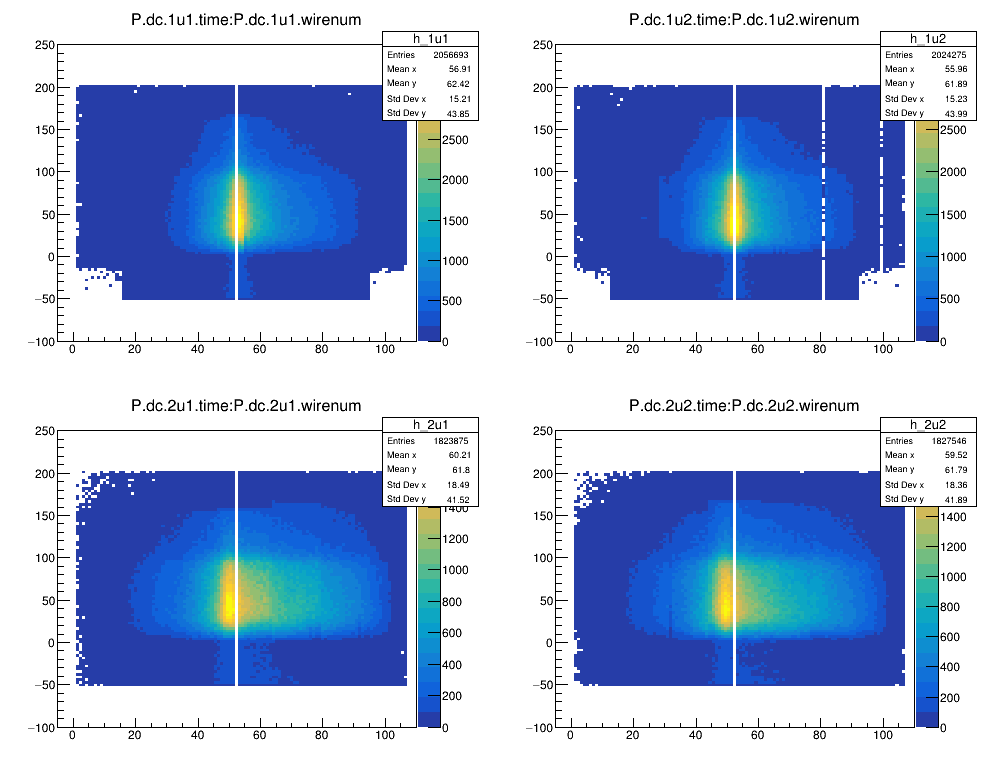 P.dc.1u1.time:P.dc.1u1.wirenum
h_1u1
Entries 2056693
Mean x 56.91
Mean y 62.42
Std Dev x 15.21
Std Dev y 43.85
250
200
150
100
50
0
−50
−100
0 20 40 60 80 100
2500
2000
1500
1000
500
0
P.dc.1u2.time:P.dc.1u2.wirenum
h_1u2
Entries 2024275
Mean x 55.96
Mean y 61.89
Std Dev x 15.23
Std Dev y 43.99
250
200
150
100
50
0
−50
−100
0 20 40 60 80 100
2500
2000
1500
1000
500
0
P.dc.2u1.time:P.dc.2u1.wirenum
h_2u1
Entries 1823875
Mean x 60.21
Mean y 61.8
Std Dev x 18.49
Std Dev y 41.52
250
200
150
100
50
0
−50
−100
0 20 40 60 80 100
1400
1200
1000
800
600
400
200
0
P.dc.2u2.time:P.dc.2u2.wirenum
h_2u2
Entries 1827546
Mean x 59.52
Mean y 61.79
Std Dev x 18.36
Std Dev y 41.89
250
200
150
100
50
0
−50
−100
0 20 40 60 80 100
1400
1200
1000
800
600
400
200
0